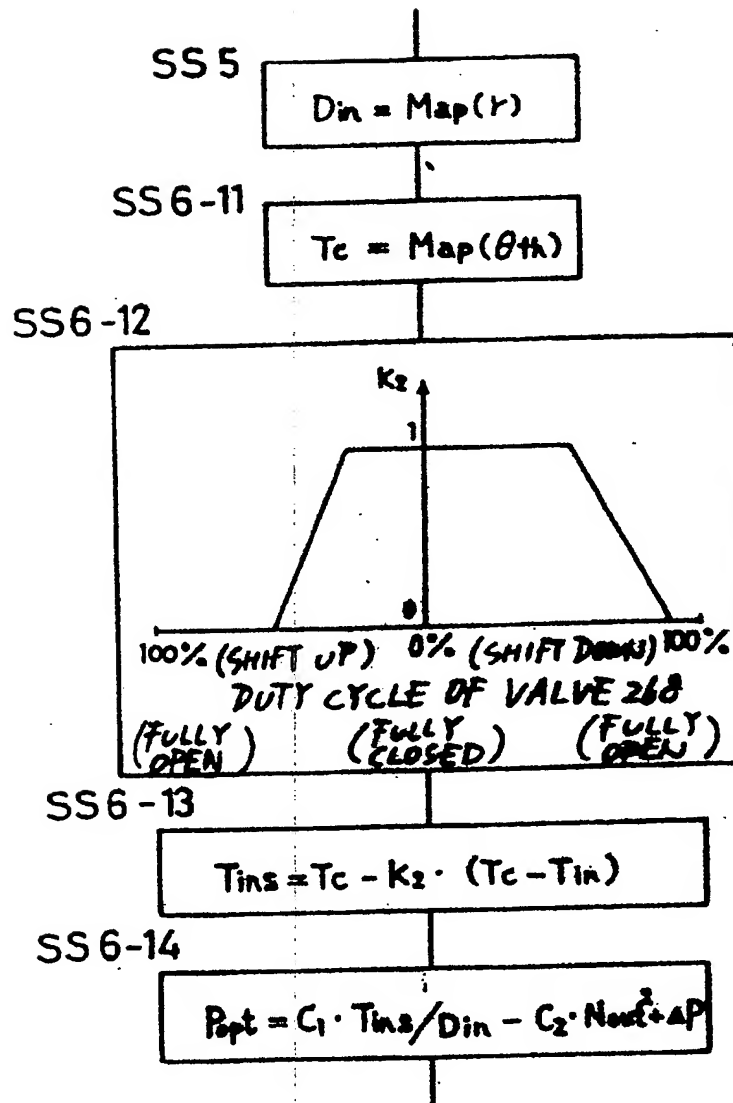 SS 5
Din = Map(r)
SS6-11
Tc = Map(θth)
SS6-12
K2
1
0
100% (SHIFT UP) 0% (SHIFT DOWN) 100%
DUTY CYCLE OF VALVE 268
(FULLY OPEN) (FULLY CLOSED) (FULLY OPEN)
SS6-13
Tins = Tc - K2 · (Tc - Tin)
SS6-14
Popt = C1 · Tins/Din - C2 · Nout² + ΔP